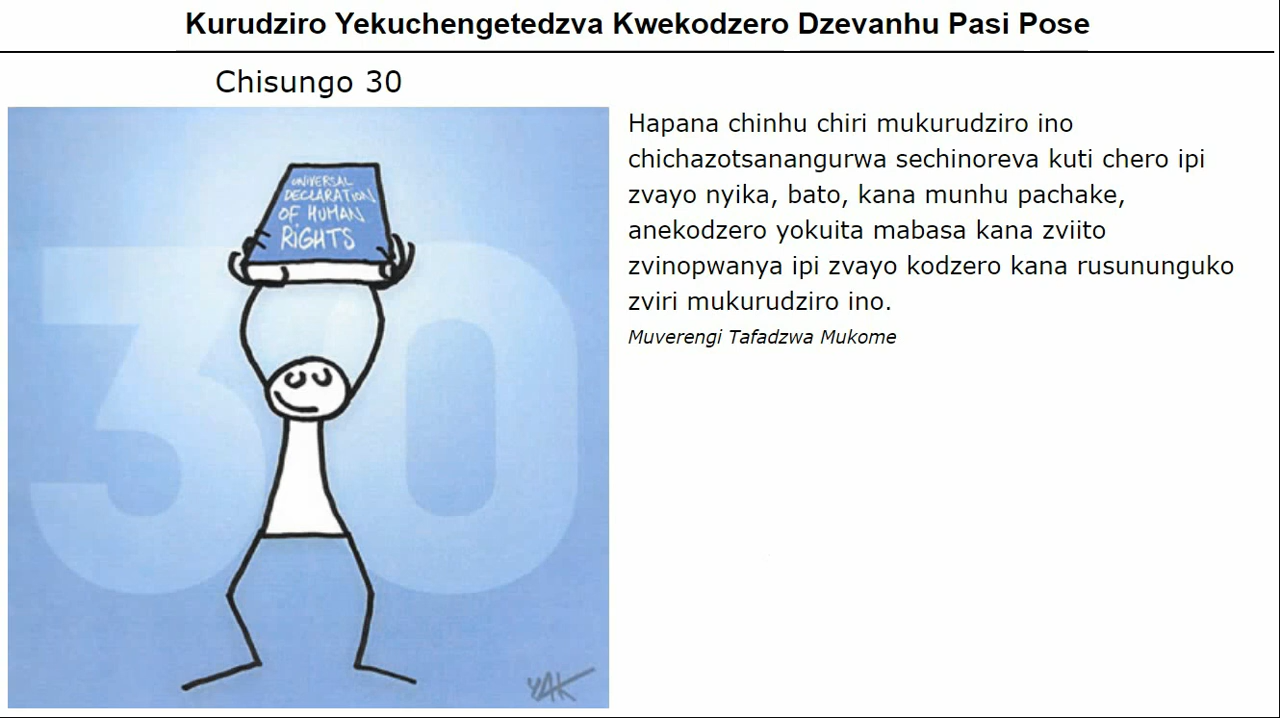 Kurudziro Yekuchengetedzva Kwekodzero Dzevanhu Pasi Pose
Chisungo 30
30
UNIVERSAL
DECLARATION
OF HUMAN
RIGHTS
YAK
Hapana chinhu chiri mukurudziro ino
chichazotsanangurwa sechinoreva kuti chero ipi
zvayo nyika, bato, kana munhu pachake,
anekodzero yokuita mabasa kana zviito
zvinopwanya ipi zvayo kodzero kana rusununguko
zviri mukurudziro ino.
Muverengi Tafadzwa Mukome